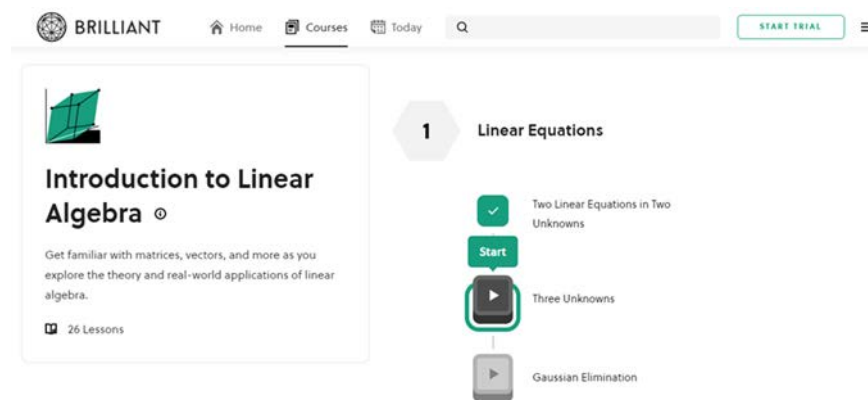 BRILLIANT
Home
Courses
Today
START TRIAL
1
Linear Equations
Introduction to Linear
Algebra
Get familiar with matrices, vectors, and more as you
explore the theory and real-world applications of linear
algebra.
26 Lessons
Two Linear Equations in Two
Unknowns
Start
Three Unknowns
Gaussian Elimination